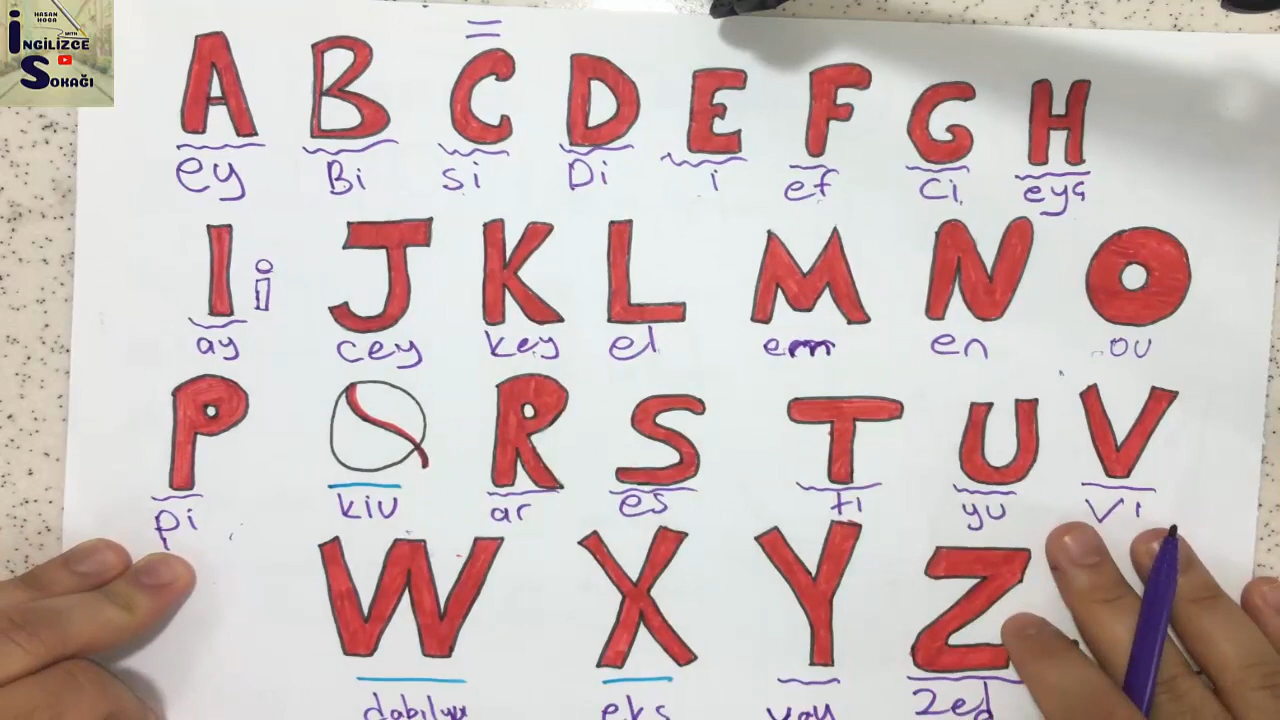 HASAN
HOCA
WITH
İNGİLİZCE
SOKAĞI
A B C D E F G H
ey Bi si Di i ef ci eyç
I i J K L M N O
ay cey key el em en ou
P Q R S T U V
pi kiu ar es ti yu vi
W X Y Z
eks vay zed